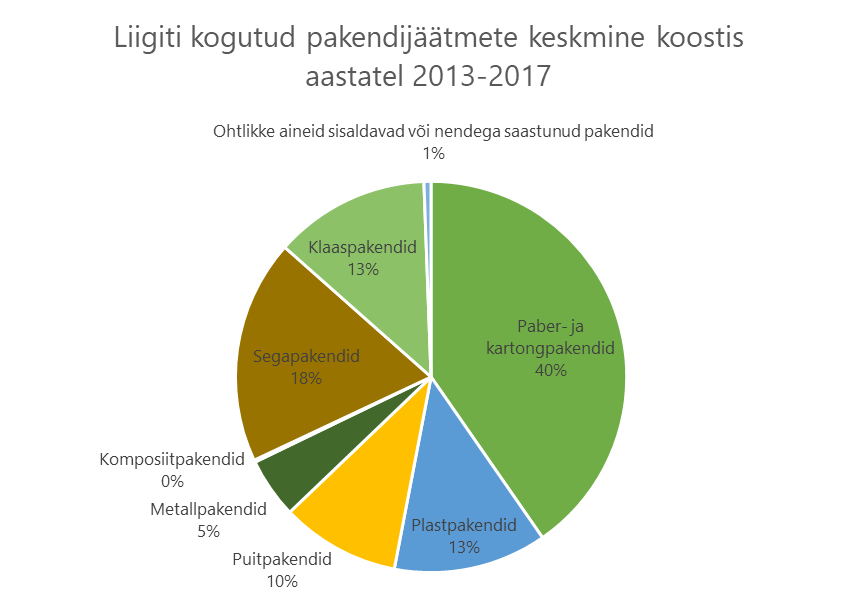 Liigiti kogutud pakendijäätmete keskmine koostis
aastatel 2013-2017
Ohtlikke aineid sisaldavad või nendega saastunud pakendid
1%
Klaaspakendid
13%
Paber- ja
kartongpakendid
40%
Segapakendid
18%
Komposiitpakendid
0%
Metallpakendid
5%
Plastpakendid
13%
Puitpakendid
10%